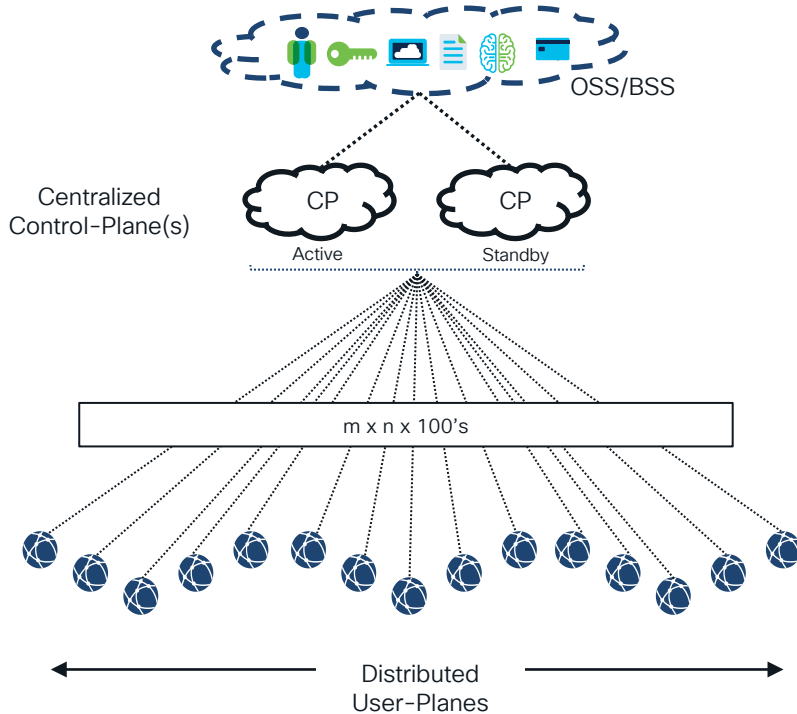 OSS/BSS
Centralized
Control-Plane(s)
CP
CP
Active
Standby
m x n x 100's
Distributed
User-Planes